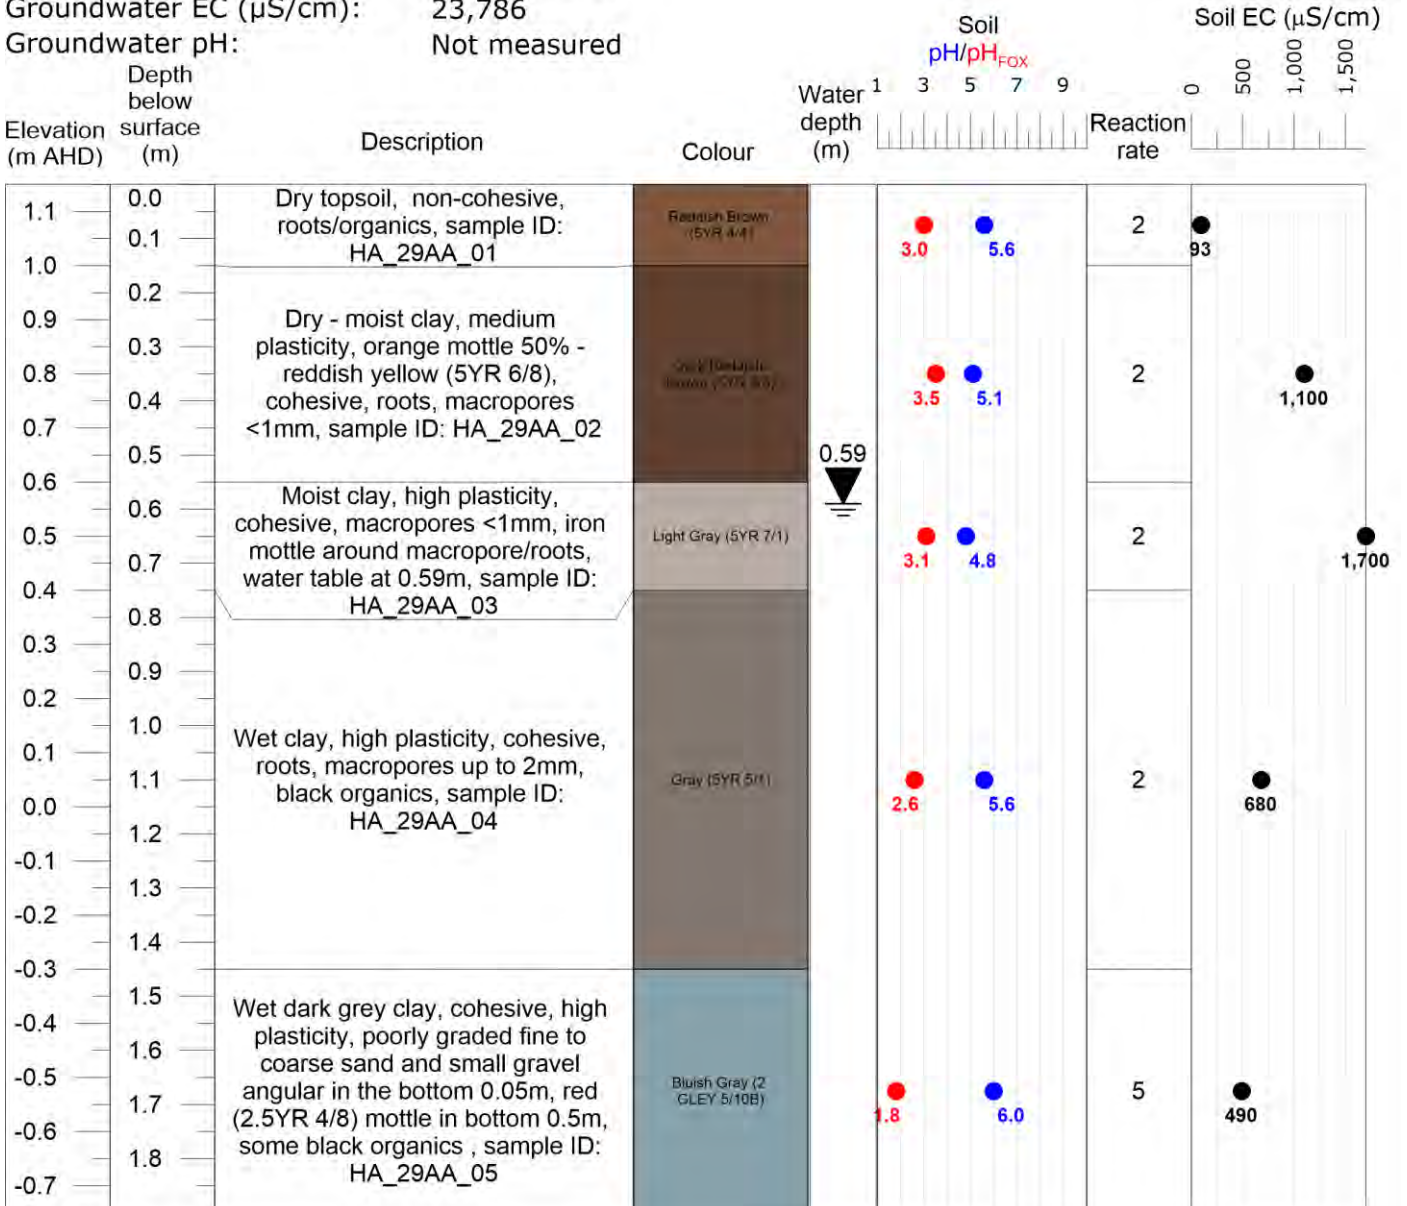 Groundwater EC (µS/cm): 23,786
Groundwater pH: Not measured
Elevation (m AHD)
Depth below surface (m)
Description
Colour
Water depth (m)
Soil
pH/pHFOX
1 3 5 7 9
Reaction rate
Soil EC (µS/cm)
0 500 1,000 1,500
1.1
1.0
0.9
0.8
0.7
0.6
0.5
0.4
0.3
0.2
0.1
0.0
-0.1
-0.2
-0.3
-0.4
-0.5
-0.6
-0.7
0.0
0.1
0.2
0.3
0.4
0.5
0.6
0.7
0.8
0.9
1.0
1.1
1.2
1.3
1.4
1.5
1.6
1.7
1.8
Dry topsoil, non-cohesive,
roots/organics, sample ID:
HA_29AA_01
Reddish Brown
(5YR 4/4)
3.0 5.6
2
93
Dry - moist clay, medium
plasticity, orange mottle 50% -
reddish yellow (5YR 6/8),
cohesive, roots, macropores
<1mm, sample ID: HA_29AA_02
3.5 5.1
2
1,100
0.59
Moist clay, high plasticity,
cohesive, macropores <1mm, iron
mottle around macropore/roots,
water table at 0.59m, sample ID:
HA_29AA_03
Light Gray (5YR 7/1)
3.1 4.8
2
1,700
Wet clay, high plasticity, cohesive,
roots, macropores up to 2mm,
black organics, sample ID:
HA_29AA_04
Gray (5YR 5/1)
2.6 5.6
2
680
Wet dark grey clay, cohesive, high
plasticity, poorly graded fine to
coarse sand and small gravel
angular in the bottom 0.05m, red
(2.5YR 4/8) mottle in bottom 0.5m,
some black organics , sample ID:
HA_29AA_05
Bluish Gray (2
GLEY 5/10B)
1.8 6.0
5
490